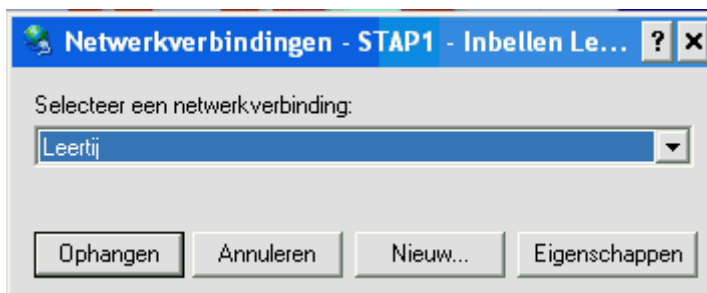 Netwerkverbindingen - STAP1 - Inbellen Le... ?
Selecteer een netwerkverbinding:
Leertij
Ophangen Annuleren Nieuw... Eigenschappen